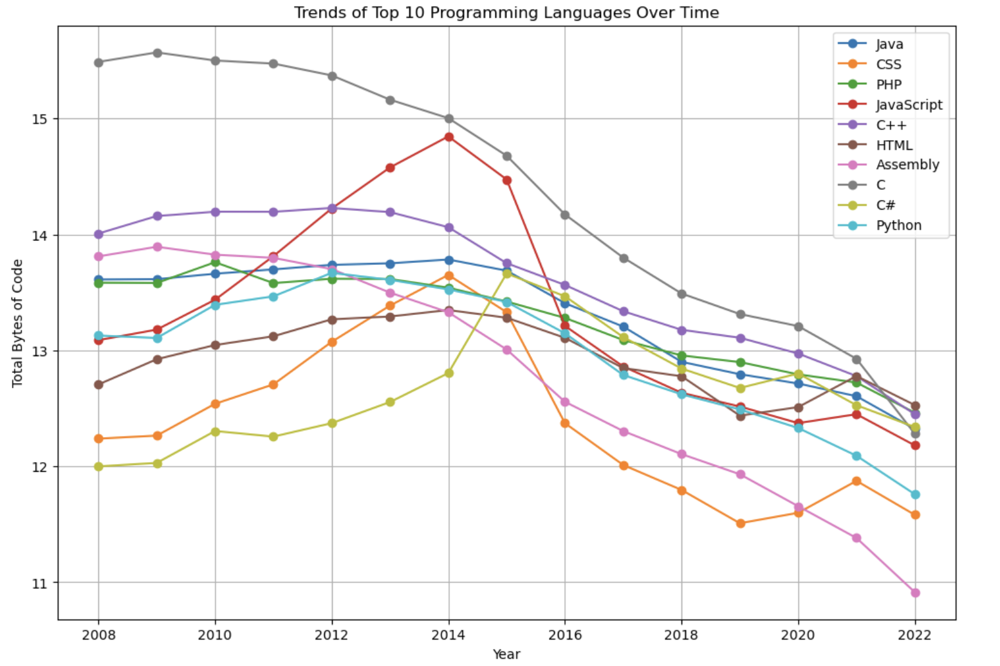 Trends of Top 10 Programming Languages Over Time
Java
CSS
PHP
JavaScript
C++
HTML
Assembly
C
C#
Python
Total Bytes of Code
15
14
13
12
11
2008 2010 2012 2014 2016 2018 2020 2022
Year